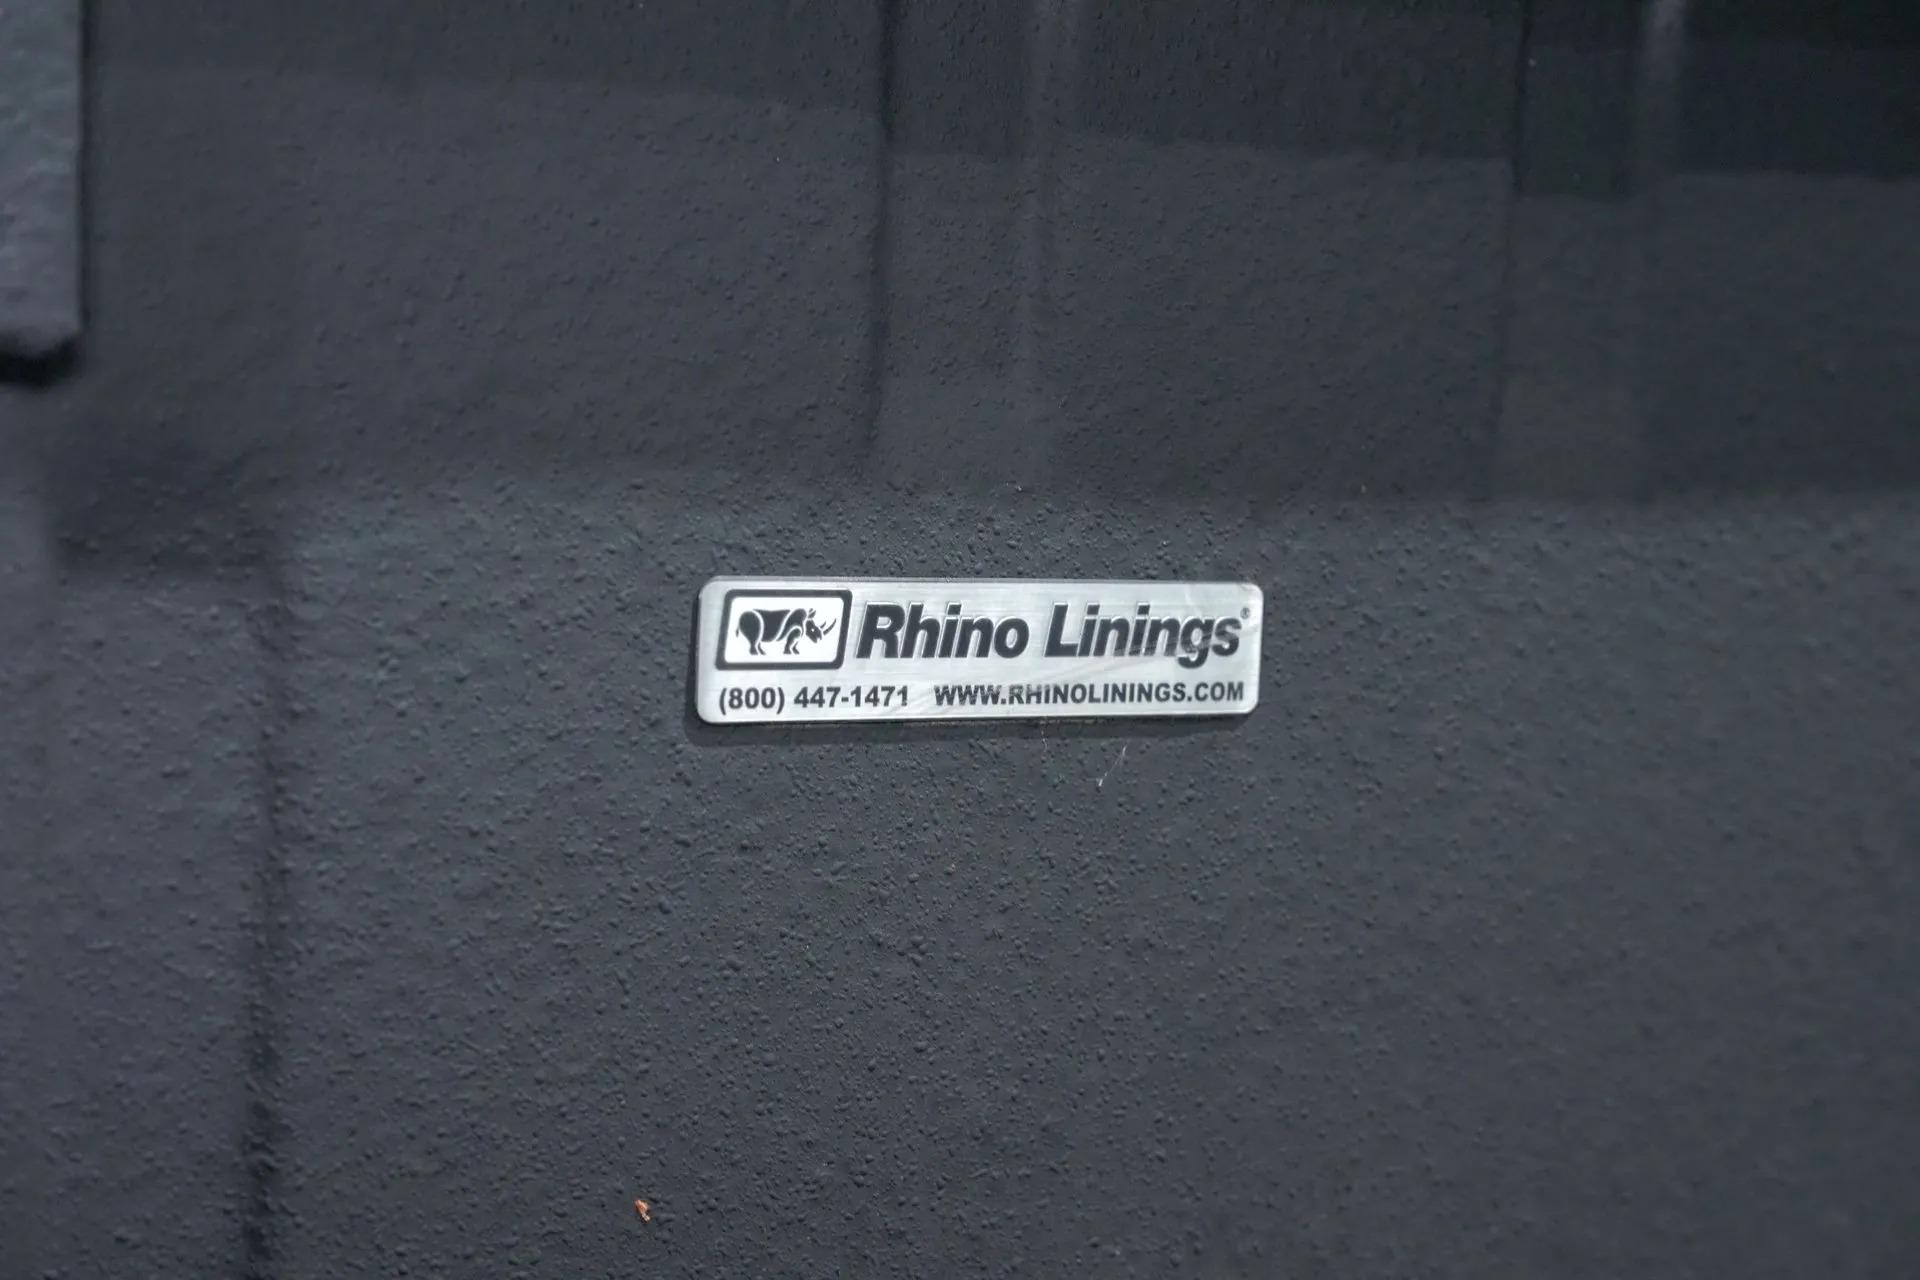 Rhino Linings®
(800) 447-1471 WWW.RHINOLININGS.COM